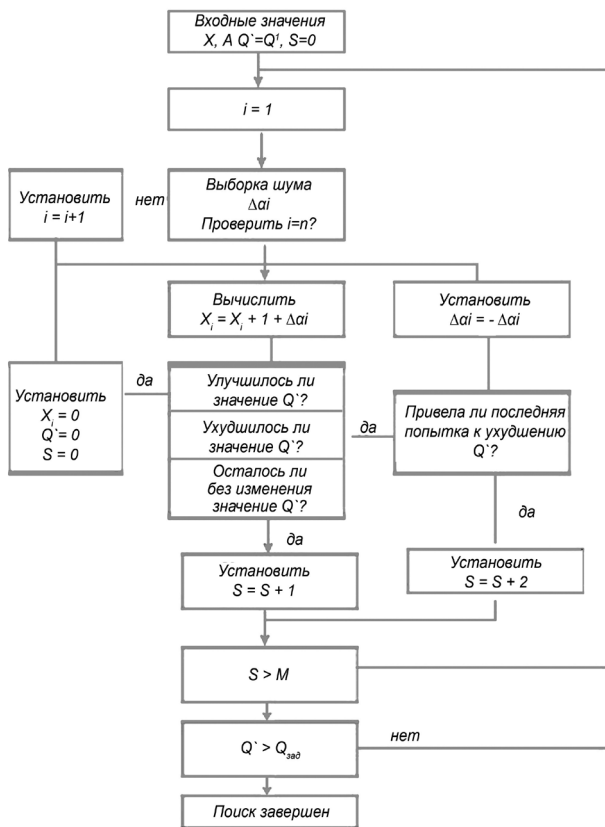 Входные значения
X, A Q`=Q¹, S=0
i = 1
Установить
i = i+1
нет
Выборка шума
Δαi
Проверить i=n?
Вычислить
Xᵢ = Xᵢ + 1 + Δαi
Установить
Δαi = - Δαi
Установить
Xᵢ = 0
Q`= 0
S = 0
да
Улучшилось ли
значение Q`?
Ухудшилось ли
значение Q`?
Осталось ли
без изменения
значение Q`?
да
Привела ли последняя
попытка к ухудшению
Q`?
да
да
Установить
S = S + 1
Установить
S = S + 2
S > M
Q` > Qзад
нет
Поиск завершен